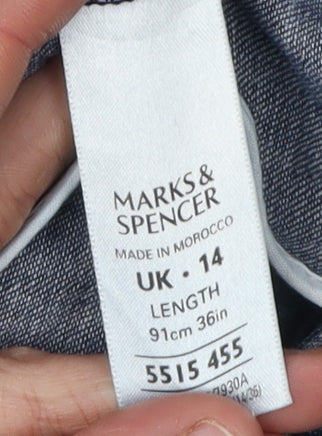 MARKS &
SPENCER
MADE IN MOROCCO
UK • 14
LENGTH
91cm 36in
5515 455